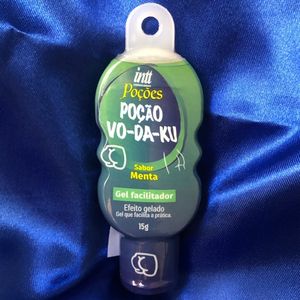 intt
Poções
POÇÃO
VO-DA-KU
Sabor
Menta
Gel facilitador
Efeito gelado
Gel que facilita a prática.
15g